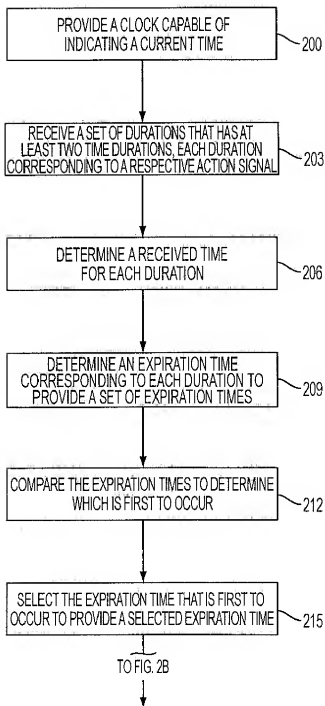 PROVIDE A CLOCK CAPABLE OF
INDICATING A CURRENT TIME
200
RECEIVE A SET OF DURATIONS THAT HAS AT
LEAST TWO TIME DURATIONS, EACH DURATION
CORRESPONDING TO A RESPECTIVE ACTION SIGNAL
203
DETERMINE A RECEIVED TIME
FOR EACH DURATION
206
DETERMINE AN EXPIRATION TIME
CORRESPONDING TO EACH DURATION TO
PROVIDE A SET OF EXPIRATION TIMES
209
COMPARE THE EXPIRATION TIMES TO DETERMINE
WHICH IS FIRST TO OCCUR
212
SELECT THE EXPIRATION TIME THAT IS FIRST TO
OCCUR TO PROVIDE A SELECTED EXPIRATION TIME
215
TO FIG. 2B